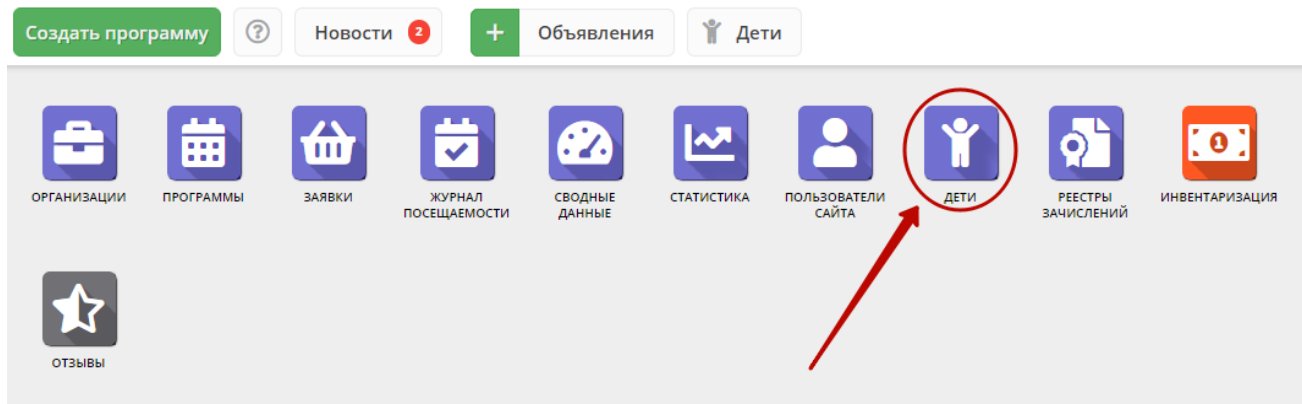 Создать программу ? Новости 2 + Объявления Дети
ОРГАНИЗАЦИИ ПРОГРАММЫ ЗАЯВКИ ЖУРНАЛ СВОДНЫЕ СТАТИСТИКА ПОЛЬЗОВАТЕЛИ ДЕТИ РЕЕСТРЫ ИНВЕНТАРИЗАЦИЯ
ПОСЕЩАЕМОСТИ ДАННЫЕ САЙТА ЗАЧИСЛЕНИЙ
ОТЗЫВЫ